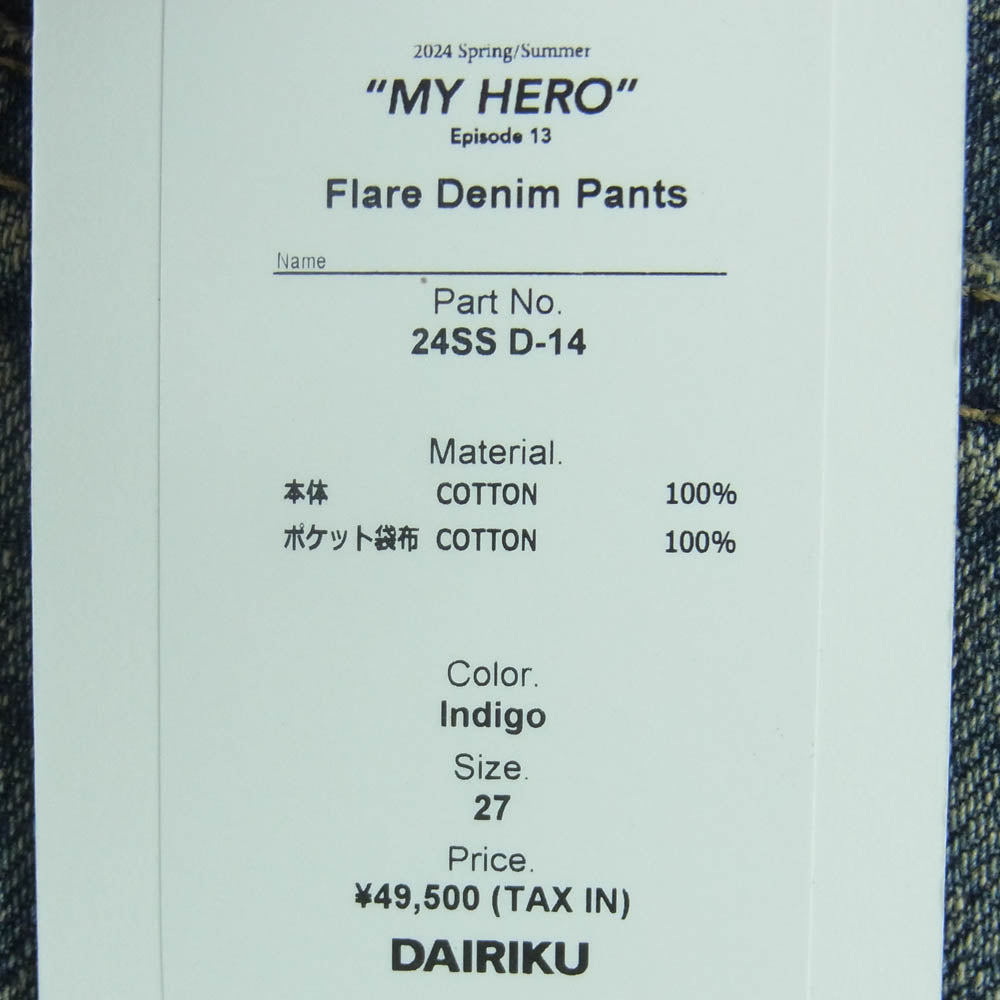 2024 Spring/Summer
“MY HERO”
Episode 13
Flare Denim Pants
Name
Part No.
24SS D-14
Material.
本体 COTTON 100%
ポケット袋布 COTTON 100%
Color.
Indigo
Size.
27
Price.
¥49,500 (TAX IN)
DAIRIKU